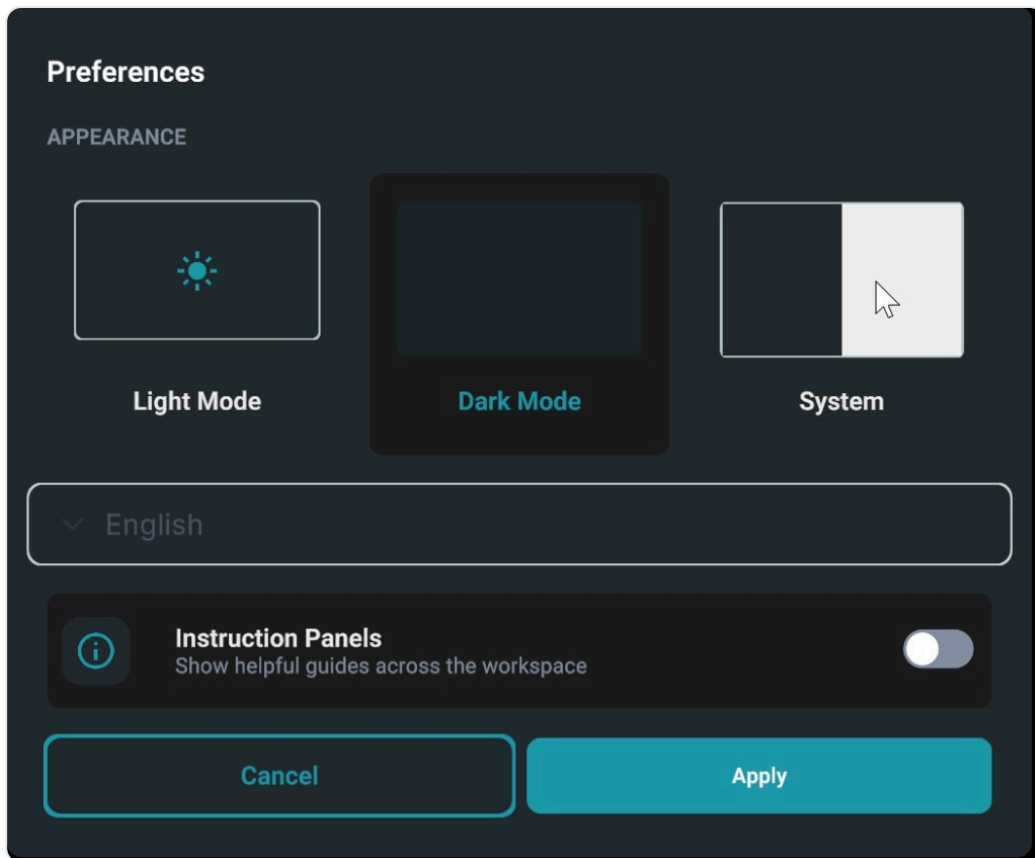 Preferences
APPEARANCE
Light Mode
Dark Mode
System
English
Instruction Panels
Show helpful guides across the workspace
Cancel
Apply